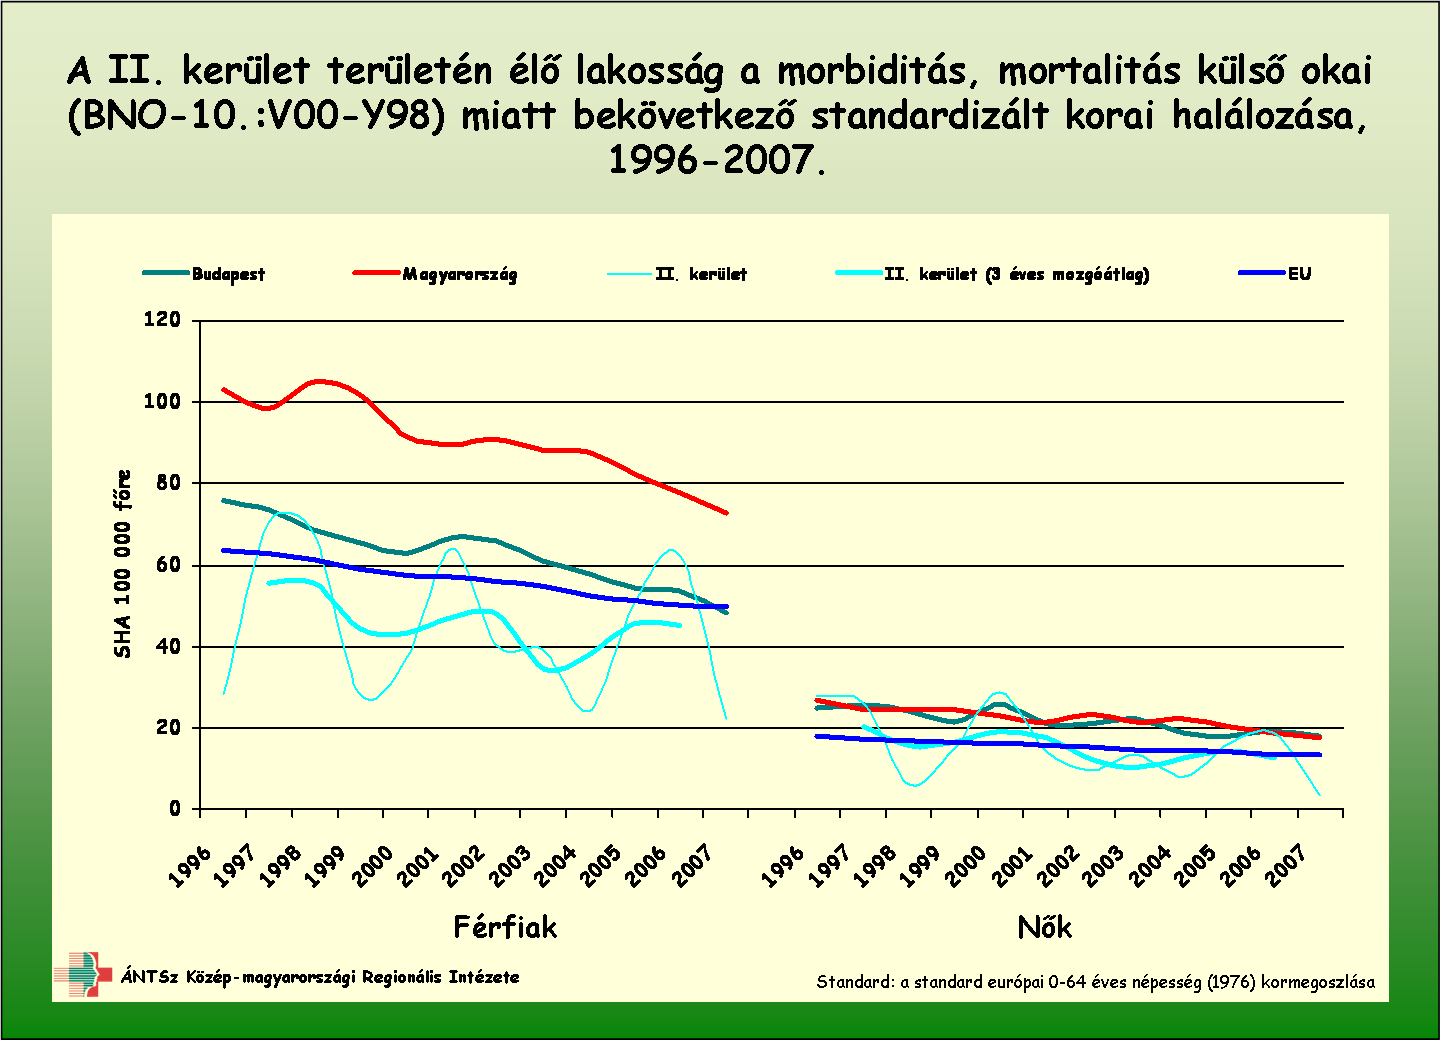 A II. kerület területén élő lakosság a morbiditás, mortalitás külső okai
(BNO-10.:V00-Y98) miatt bekövetkező standardizált korai halálozása,
1996-2007.
Budapest Magyarország II. kerület II. kerület (3 éves mozgóátlag) EU
120
100
80
60
40
20
0
SHA 100 000 főre
1996 1997 1998 1999 2000 2001 2002 2003 2004 2005 2006 2007 1996 1997 1998 1999 2000 2001 2002 2003 2004 2005 2006 2007
Férfiak Nők
ÁNTSz Közép-magyarországi Regionális Intézete
Standard: a standard európai 0-64 éves népesség (1976) kormegoszlása